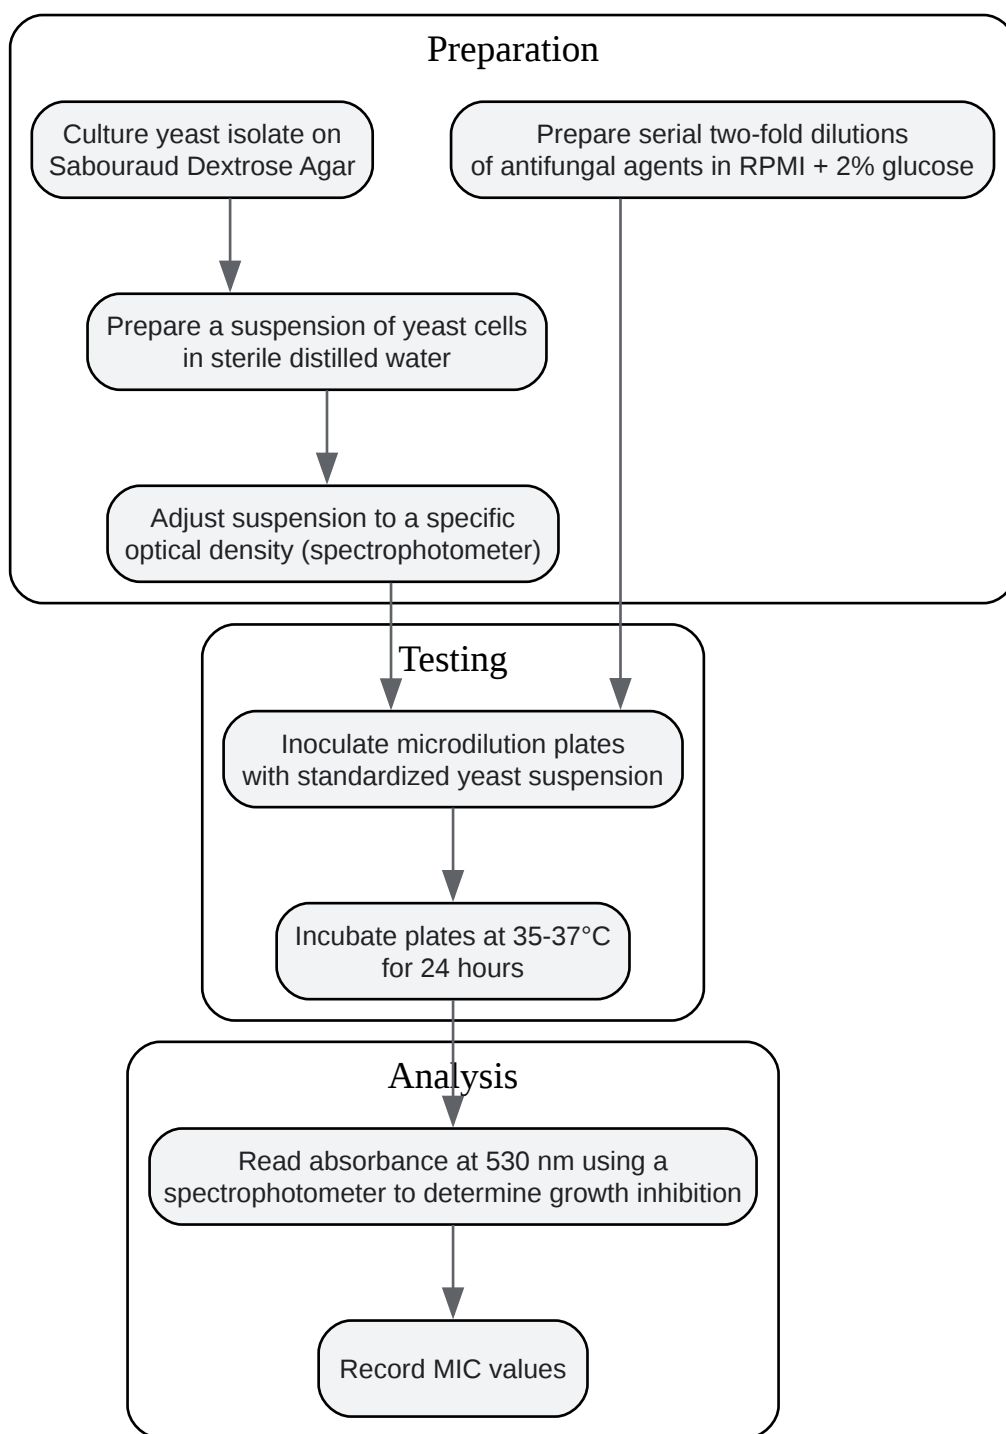 Preparation
Culture yeast isolate on
Sabouraud Dextrose Agar
Prepare serial two-fold dilutions
of antifungal agents in RPMI + 2% glucose
Prepare a suspension of yeast cells
in sterile distilled water
Adjust suspension to a specific
optical density (spectrophotometer)
Testing
Inoculate microdilution plates
with standardized yeast suspension
Incubate plates at 35-37°C
for 24 hours
Analysis
Read absorbance at 530 nm using a
spectrophotometer to determine growth inhibition
Record MIC values